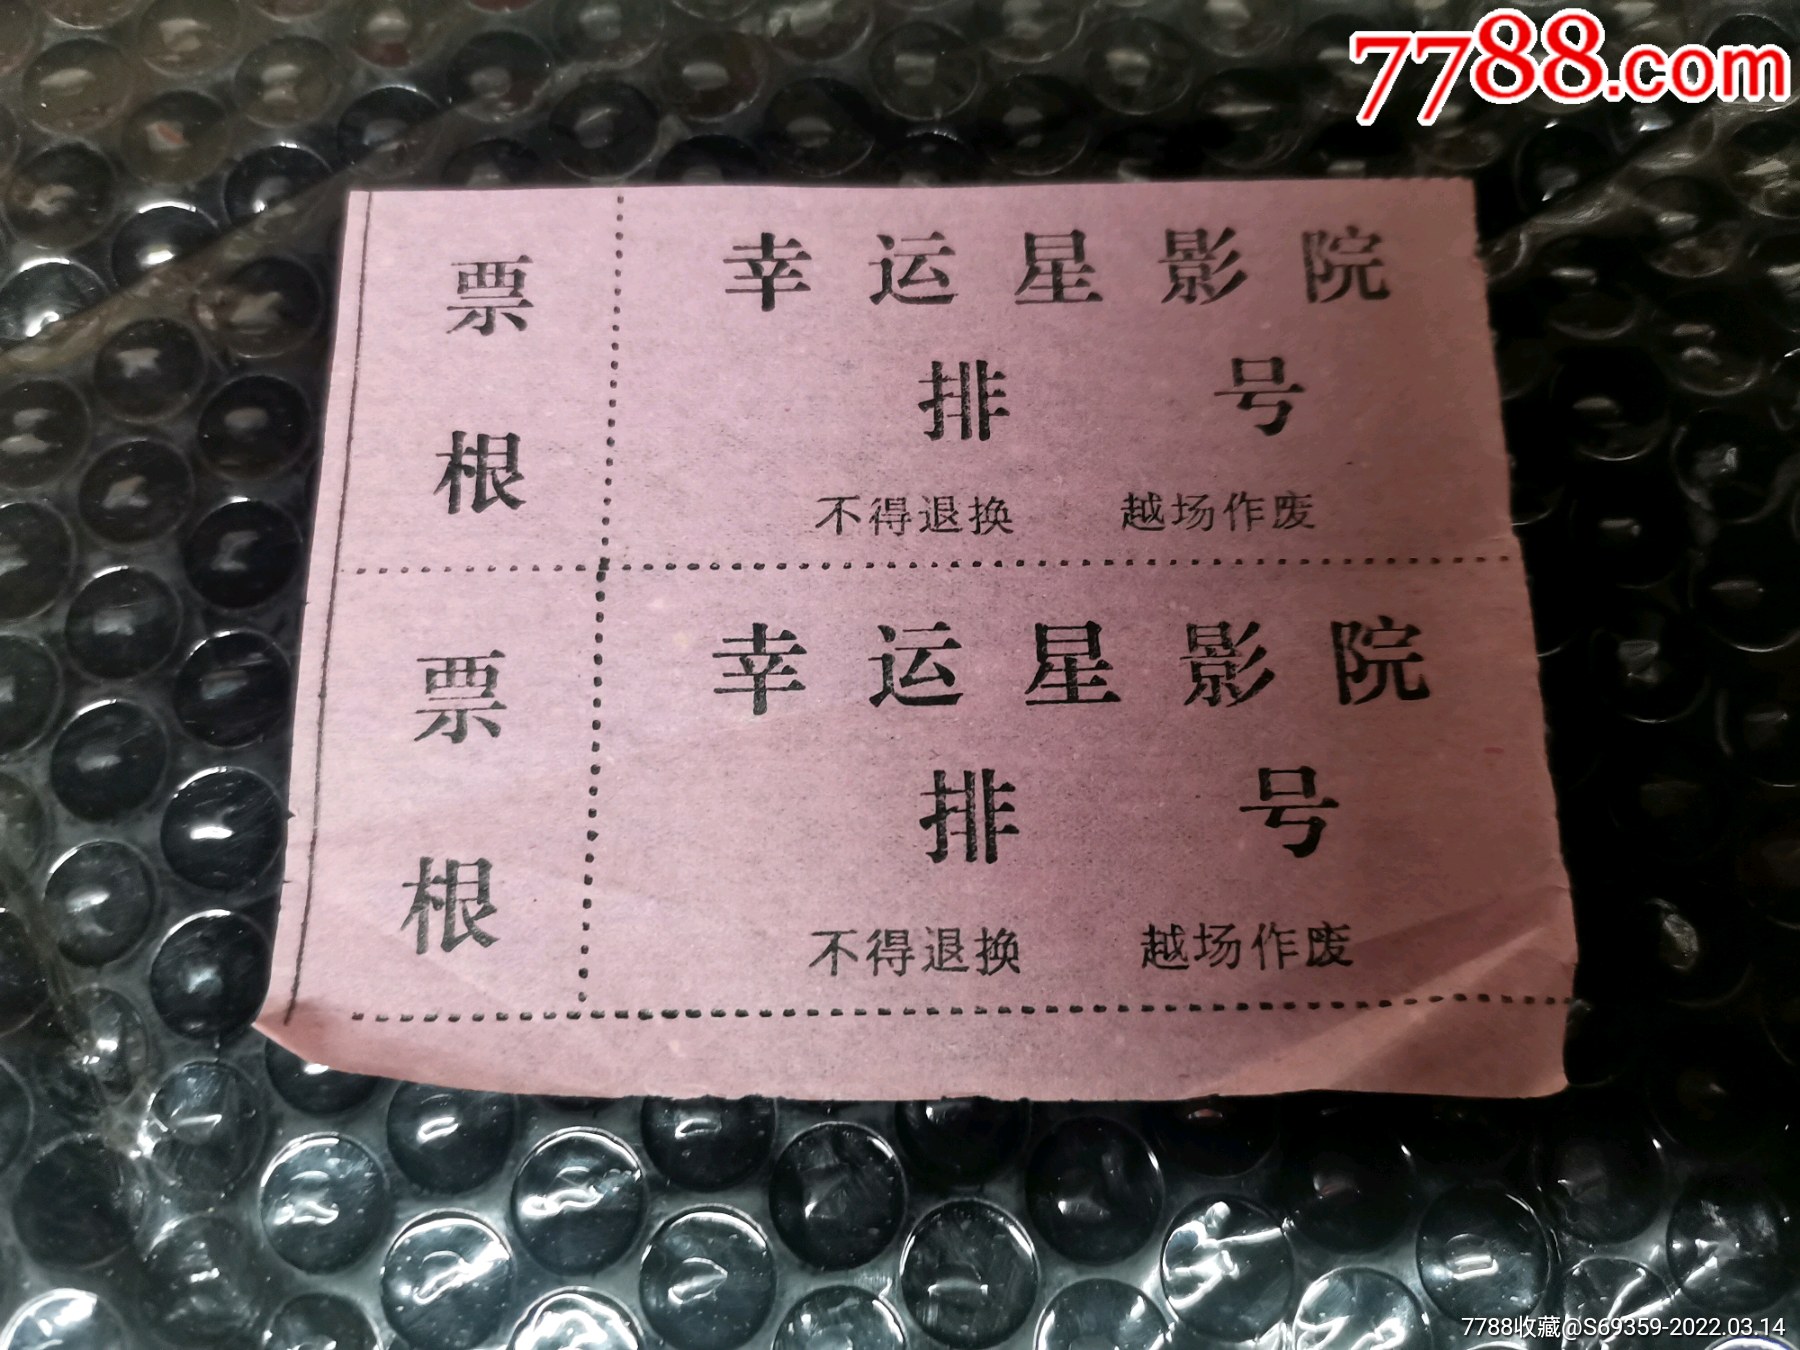 7788.com
票根
幸运星影院
排 号
不得退换 越场作废
票根
幸运星影院
排 号
不得退换 越场作废
7788收藏@S69359-2022.03.14